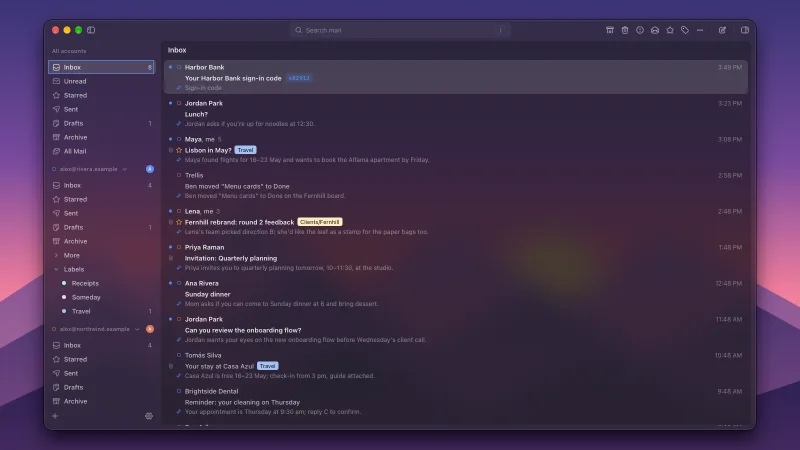 Search mail
All accounts
Inbox 8
Unread
Starred
Sent
Drafts 1
Archive
All Mail
alex@rivera.example
A
Inbox 4
Starred
Sent
Drafts 1
Archive
More
Labels
Receipts
Someday
Travel 1
alex@northwind.example
A
Inbox 4
Starred
Sent
Drafts
Archive
Inbox
Harbor Bank 3:49 PM
Your Harbor Bank sign-in code
Sign-in code
Jordan Park 3:23 PM
Lunch?
Jordan asks if you're up for noodles at 12:30.
Maya, me 5 3:08 PM
Lisbon in May? Travel
Maya found flights for 16–23 May and wants to book the Alfama apartment by Friday.
Trellis 2:58 PM
Ben moved "Menu cards" to Done
Ben moved "Menu cards" to Done on the Fernhill board.
Lena, me 3 2:48 PM
Fernhill rebrand: round 2 feedback Clients/Fernhill
Lena's team picked direction B; she'd like the leaf as a stamp for the paper bags too.
Priya Raman 1:48 PM
Invitation: Quarterly planning
Priya invites you to quarterly planning tomorrow, 10–11:30, at the studio.
Ana Rivera 12:48 PM
Sunday dinner
Mom asks if you can come to Sunday dinner at 6 and bring dessert.
Jordan Park 11:48 AM
Can you review the onboarding flow?
Jordan wants your eyes on the new onboarding flow before Wednesday's client call.
Tomás Silva 10:48 AM
Your stay at Casa Azul Travel
Casa Azul is free 16–23 May; check-in from 3 pm, guide attached.
Brightside Dental 9:48 AM
Reminder: your cleaning on Thursday
Your appointment is Thursday at 9:30 am; reply C to confirm.